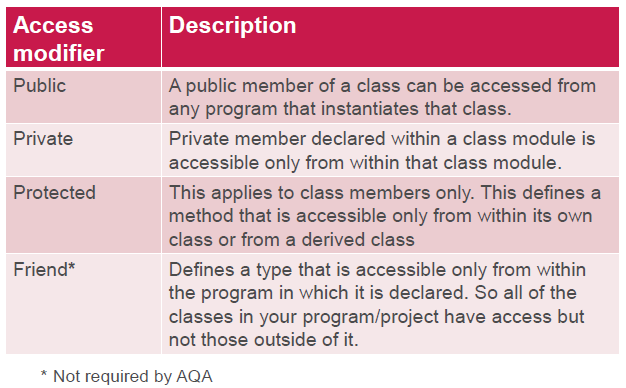 Access
modifier
Description
Public
A public member of a class can be accessed from
any program that instantiates that class.
Private
Private member declared within a class module is
accessible only from within that class module.
Protected
This applies to class members only. This defines a
method that is accessible only from within its own
class or from a derived class
Friend*
Defines a type that is accessible only from within
the program in which it is declared. So all of the
classes in your program/project have access but
not those outside of it.
* Not required by AQA